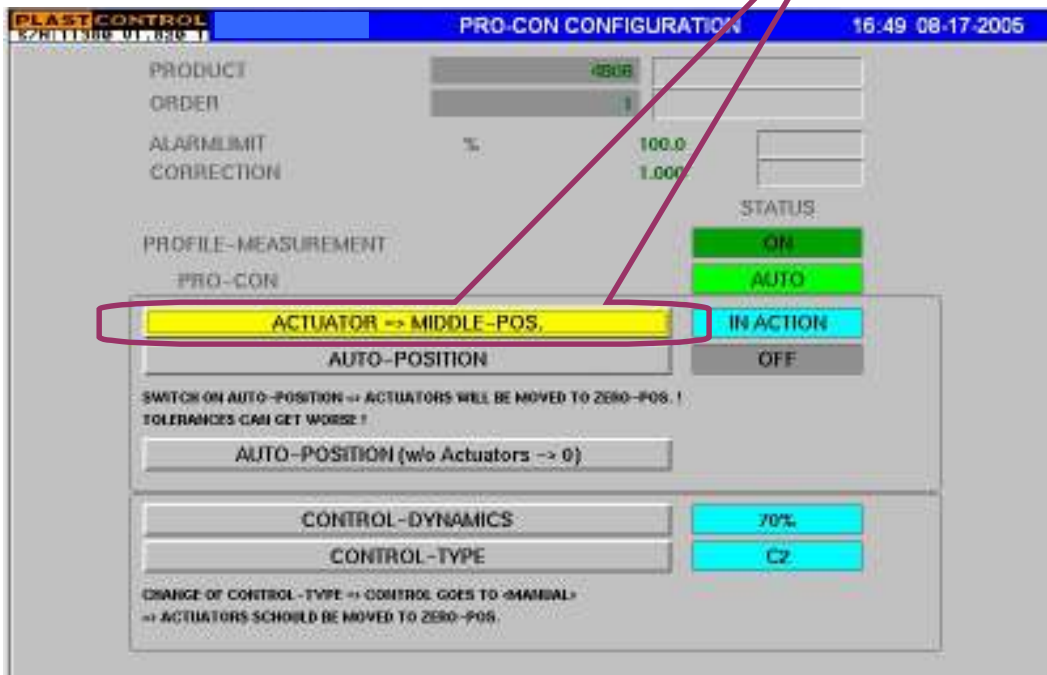 PLASTCONTROL PRO-CON CONFIGURATION 16:49 08-17-2005
PRODUCT 4808
ORDER 1
ALARMLIMIT % 100.0
CORRECTION 1.000
STATUS
PROFILE-MEASUREMENT ON
PRO-CON AUTO
ACTUATOR => MIDDLE-POS. IN ACTION
AUTO-POSITION OFF
SWITCH ON AUTO-POSITION => ACTUATORS WILL BE MOVED TO ZERO-POS. !
TOLERANCES CAN GET WORSE !
AUTO-POSITION (w/o Actuators -> 0)
CONTROL-DYNAMICS 70%
CONTROL-TYPE C2
CHANGE OF CONTROL-TYPE => CONTROL GOES TO <MANUAL>
=> ACTUATORS SCHOULD BE MOVED TO ZERO-POS.